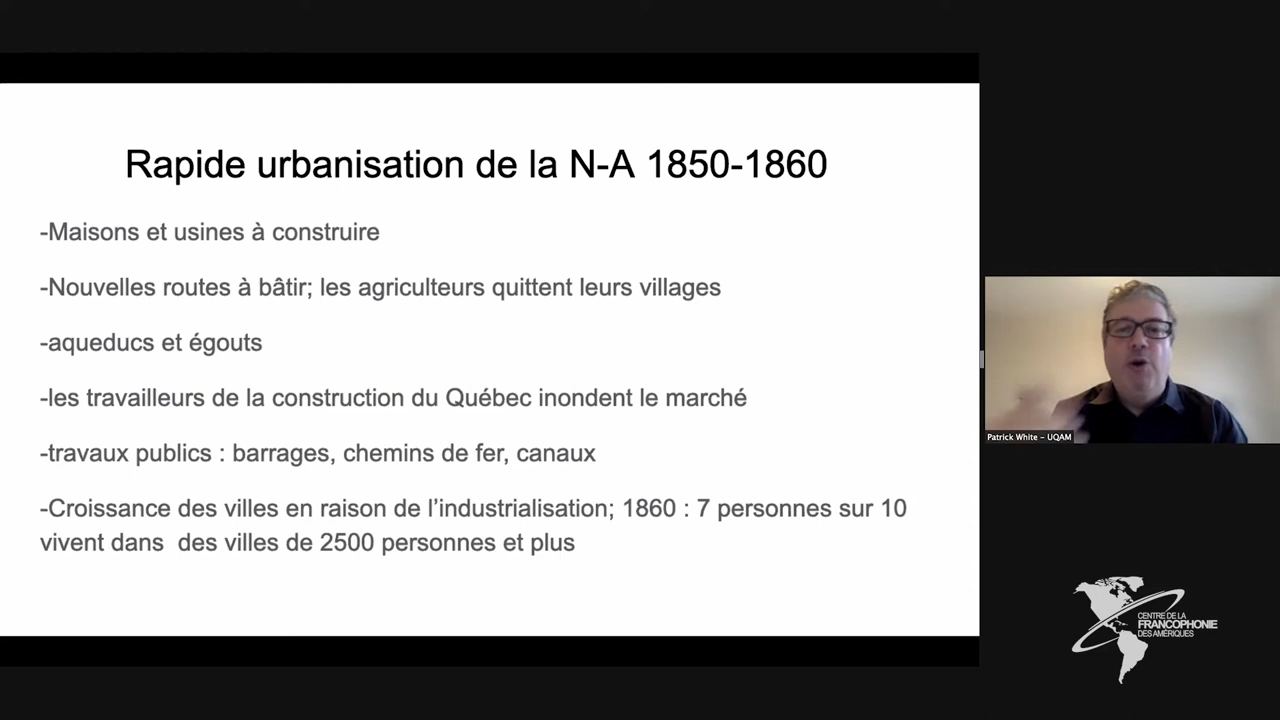 Rapide urbanisation de la N-A 1850-1860
-Maisons et usines à construire
-Nouvelles routes à bâtir; les agriculteurs quittent leurs villages
-aqueducs et égouts
-les travailleurs de la construction du Québec inondent le marché
-travaux publics : barrages, chemins de fer, canaux
-Croissance des villes en raison de l’industrialisation; 1860 : 7 personnes sur 10
vivent dans  des villes de 2500 personnes et plus
Patrick White – UQAM
CENTRE DE LA
FRANCOPHONIE
DES AMÉRIQUES